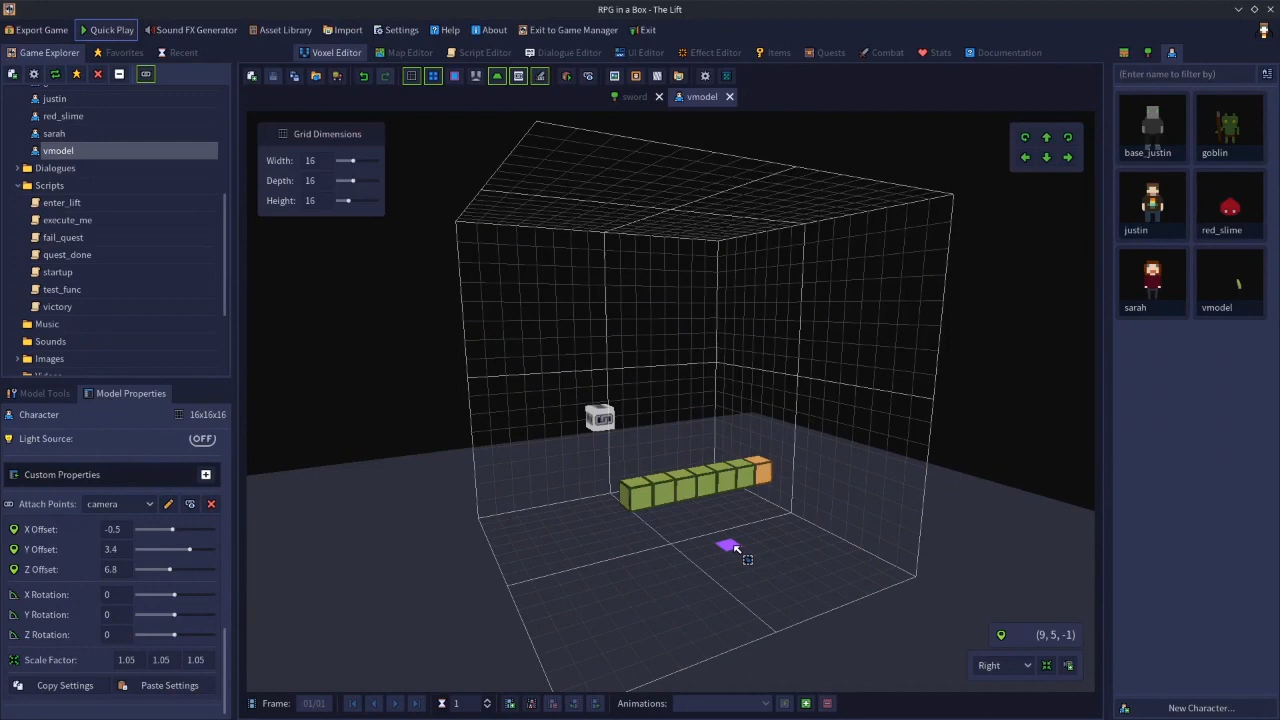 RPG in a Box - The Lift
Export Game
Quick Play
Sound FX Generator
Asset Library
Import
Settings
Help
About
Exit to Game Manager
Exit
Game Explorer
Favorites
Recent
Voxel Editor
Map Editor
Script Editor
Dialogue Editor
UI Editor
Effect Editor
Items
Quests
Combat
Stats
Documentation
(Enter name to filter by)
sword
vmodel
justin
red_slime
sarah
vmodel
Dialogues
Scripts
enter_lift
execute_me
fail_quest
quest_done
startup
test_func
victory
Music
Sounds
Images
Grid Dimensions
Width: 16
Depth: 16
Height: 16
base_justin
goblin
justin
red_slime
sarah
vmodel
Model Tools
Model Properties
Character
16x16x16
Light Source:
(OFF)
Custom Properties
Attach Points:
camera
X Offset: -0.5
Y Offset: 3.4
Z Offset: 6.8
X Rotation: 0
Y Rotation: 0
Z Rotation: 0
Scale Factor: 1.05 1.05 1.05
Copy Settings
Paste Settings
(9, 5, -1)
Right
Frame: 01/01
1
Animations:
New Character...